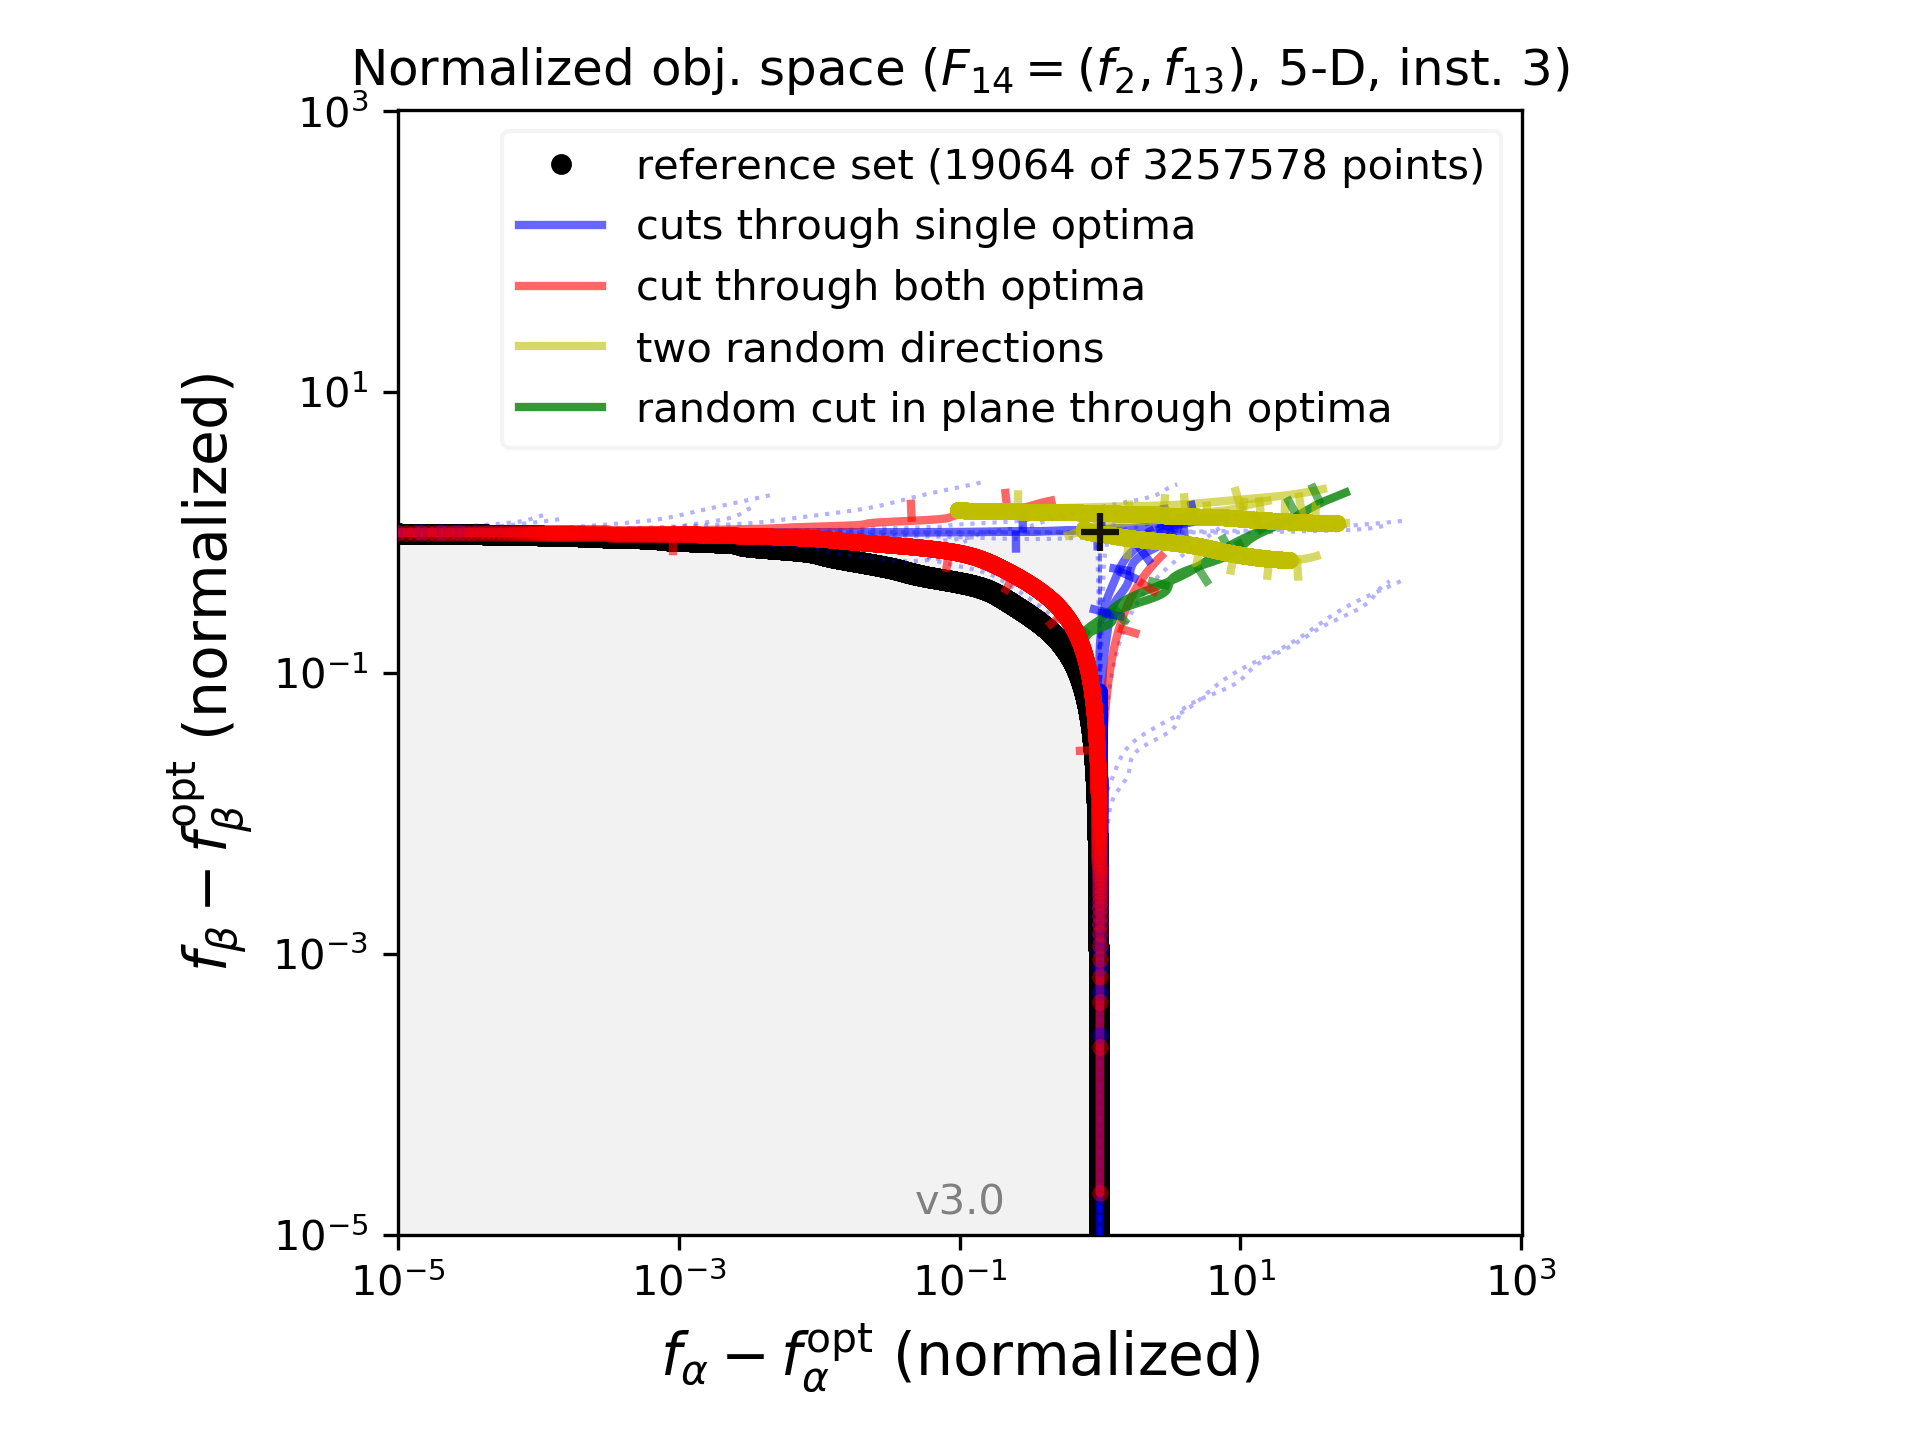 Normalized obj. space (F₁₄ = (f₂, f₁₃), 5-D, inst. 3)
10³
10¹
10⁻¹
10⁻³
10⁻⁵
f_β − f_β^opt (normalized)
reference set (19064 of 3257578 points)
cuts through single optima
cut through both optima
two random directions
random cut in plane through optima
v3.0
10⁻⁵ 10⁻³ 10⁻¹ 10¹ 10³
f_α − f_α^opt (normalized)